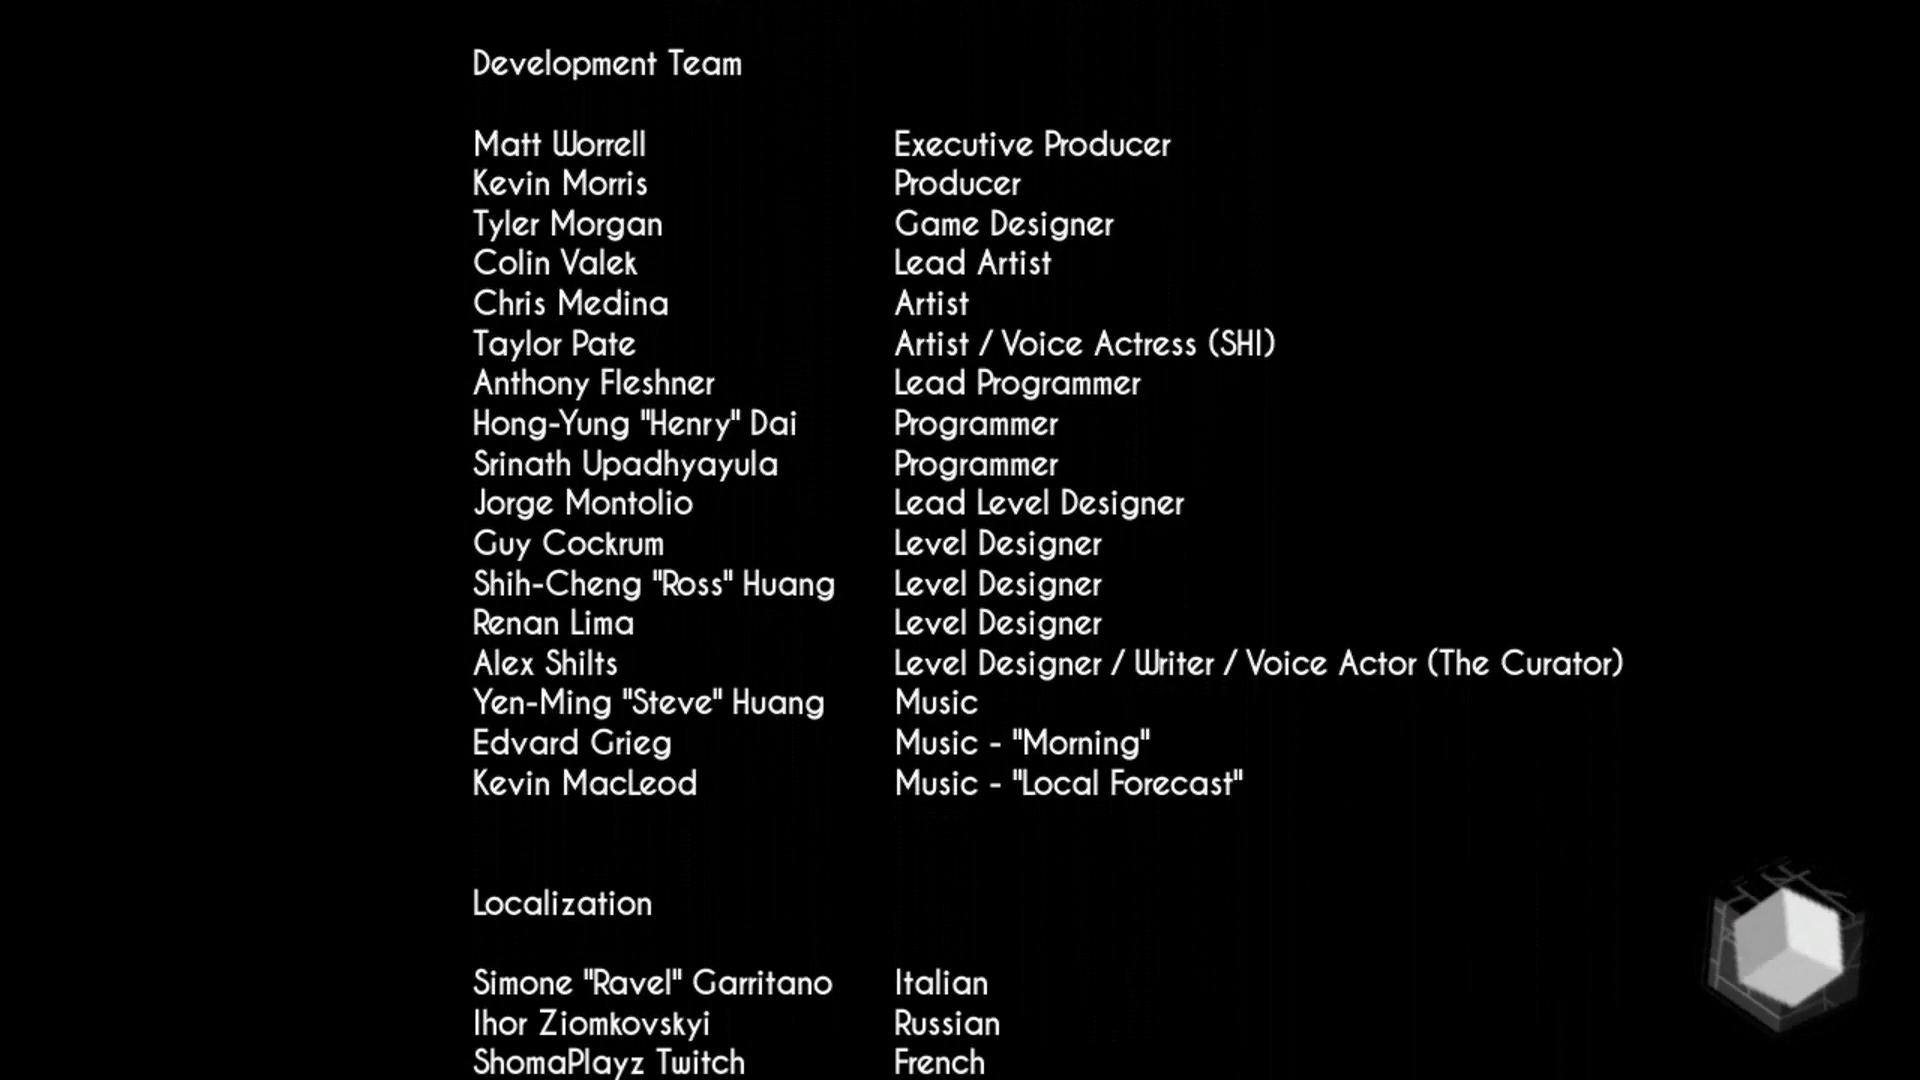 Development Team
Matt Worrell Executive Producer
Kevin Morris Producer
Tyler Morgan Game Designer
Colin Valek Lead Artist
Chris Medina Artist
Taylor Pate Artist / Voice Actress (SHI)
Anthony Fleshner Lead Programmer
Hong-Yung "Henry" Dai Programmer
Srinath Upadhyayula Programmer
Jorge Montolio Lead Level Designer
Guy Cockrum Level Designer
Shih-Cheng "Ross" Huang Level Designer
Renan Lima Level Designer
Alex Shilts Level Designer / Writer / Voice Actor (The Curator)
Yen-Ming "Steve" Huang Music
Edvard Grieg Music - "Morning"
Kevin MacLeod Music - "Local Forecast"
Localization
Simone "Ravel" Garritano Italian
Ihor Ziomkovskyi Russian
ShomaPlayz Twitch French